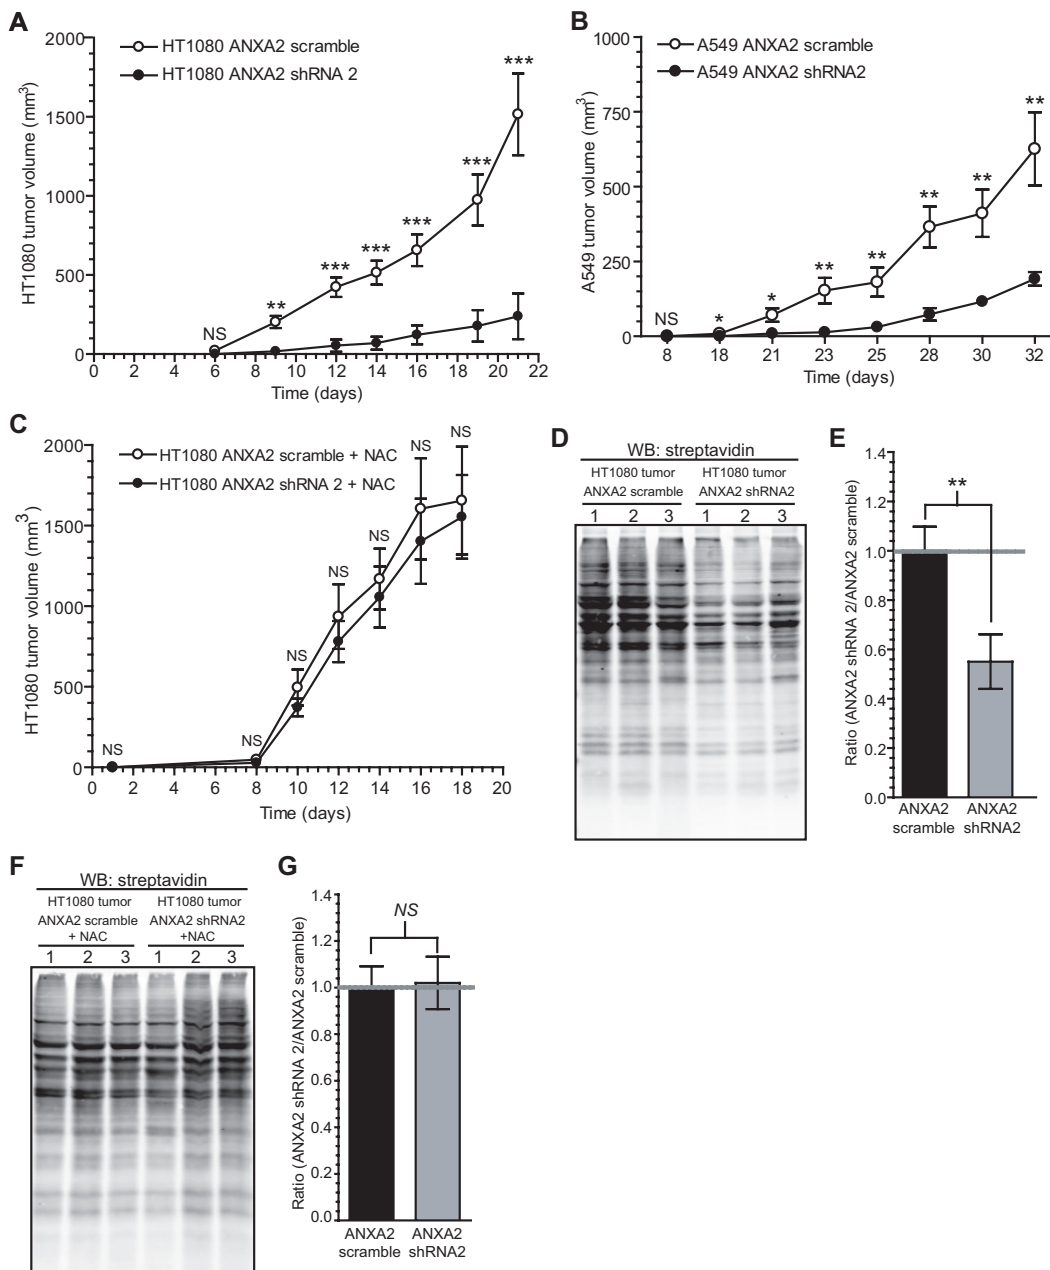 A
HT1080 ANXA2 scramble
HT1080 ANXA2 shRNA 2
HT1080 tumor volume (mm3)
2000
1500
1000
500
0
NS
**
***
***
***
***
***
0 2 4 6 8 10 12 14 16 18 20 22
Time (days)
B
A549 ANXA2 scramble
A549 ANXA2 shRNA2
A549 tumor volume (mm3)
1000
750
500
250
0
NS
*
*
**
**
**
**
**
8 18 21 23 25 28 30 32
Time (days)
C
HT1080 ANXA2 scramble + NAC
HT1080 ANXA2 shRNA 2 + NAC
HT1080 tumor volume (mm3)
2000
1500
1000
500
0
NS
NS
NS
NS
NS
NS
NS
0 2 4 6 8 10 12 14 16 18 20
Time (days)
D
WB: streptavidin
HT1080 tumor HT1080 tumor
ANXA2 scramble ANXA2 shRNA2
1 2 3 1 2 3
E
Ratio (ANXA2 shRNA 2/ANXA2 scramble)
1.4
1.2
1.0
0.8
0.6
0.4
0.2
0.0
**
ANXA2 ANXA2
scramble shRNA2
F
WB: streptavidin
HT1080 tumor HT1080 tumor
ANXA2 scramble ANXA2 shRNA2
+ NAC +NAC
1 2 3 1 2 3
G
Ratio (ANXA2 shRNA 2/ANXA2 scramble)
1.4
1.2
1.0
0.8
0.6
0.4
0.2
0.0
NS
ANXA2 ANXA2
scramble shRNA2